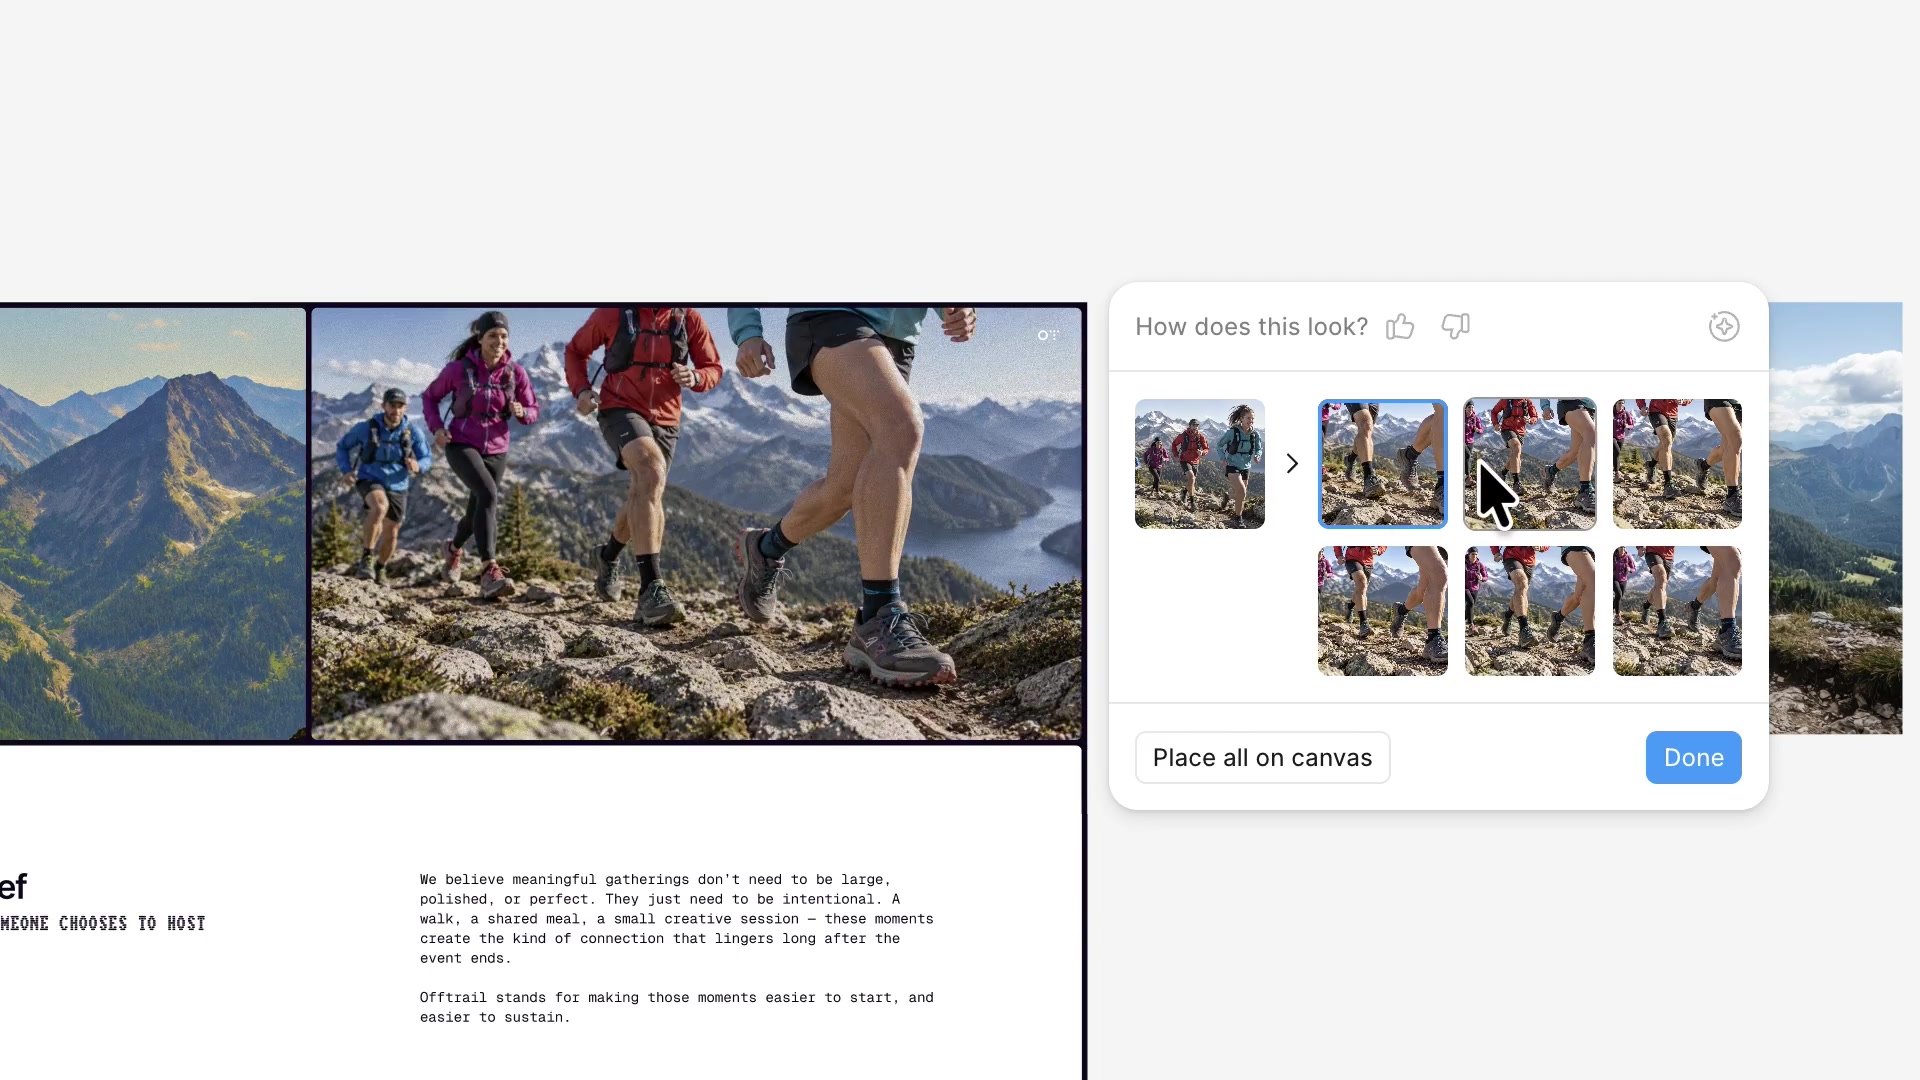 OT
How does this look?
Place all on canvas
Done
ef
MEONE CHOOSES TO HOST
We believe meaningful gatherings don’t need to be large,
polished, or perfect. They just need to be intentional. A
walk, a shared meal, a small creative session — these moments
create the kind of connection that lingers long after the
event ends.
Offtrail stands for making those moments easier to start, and
easier to sustain.